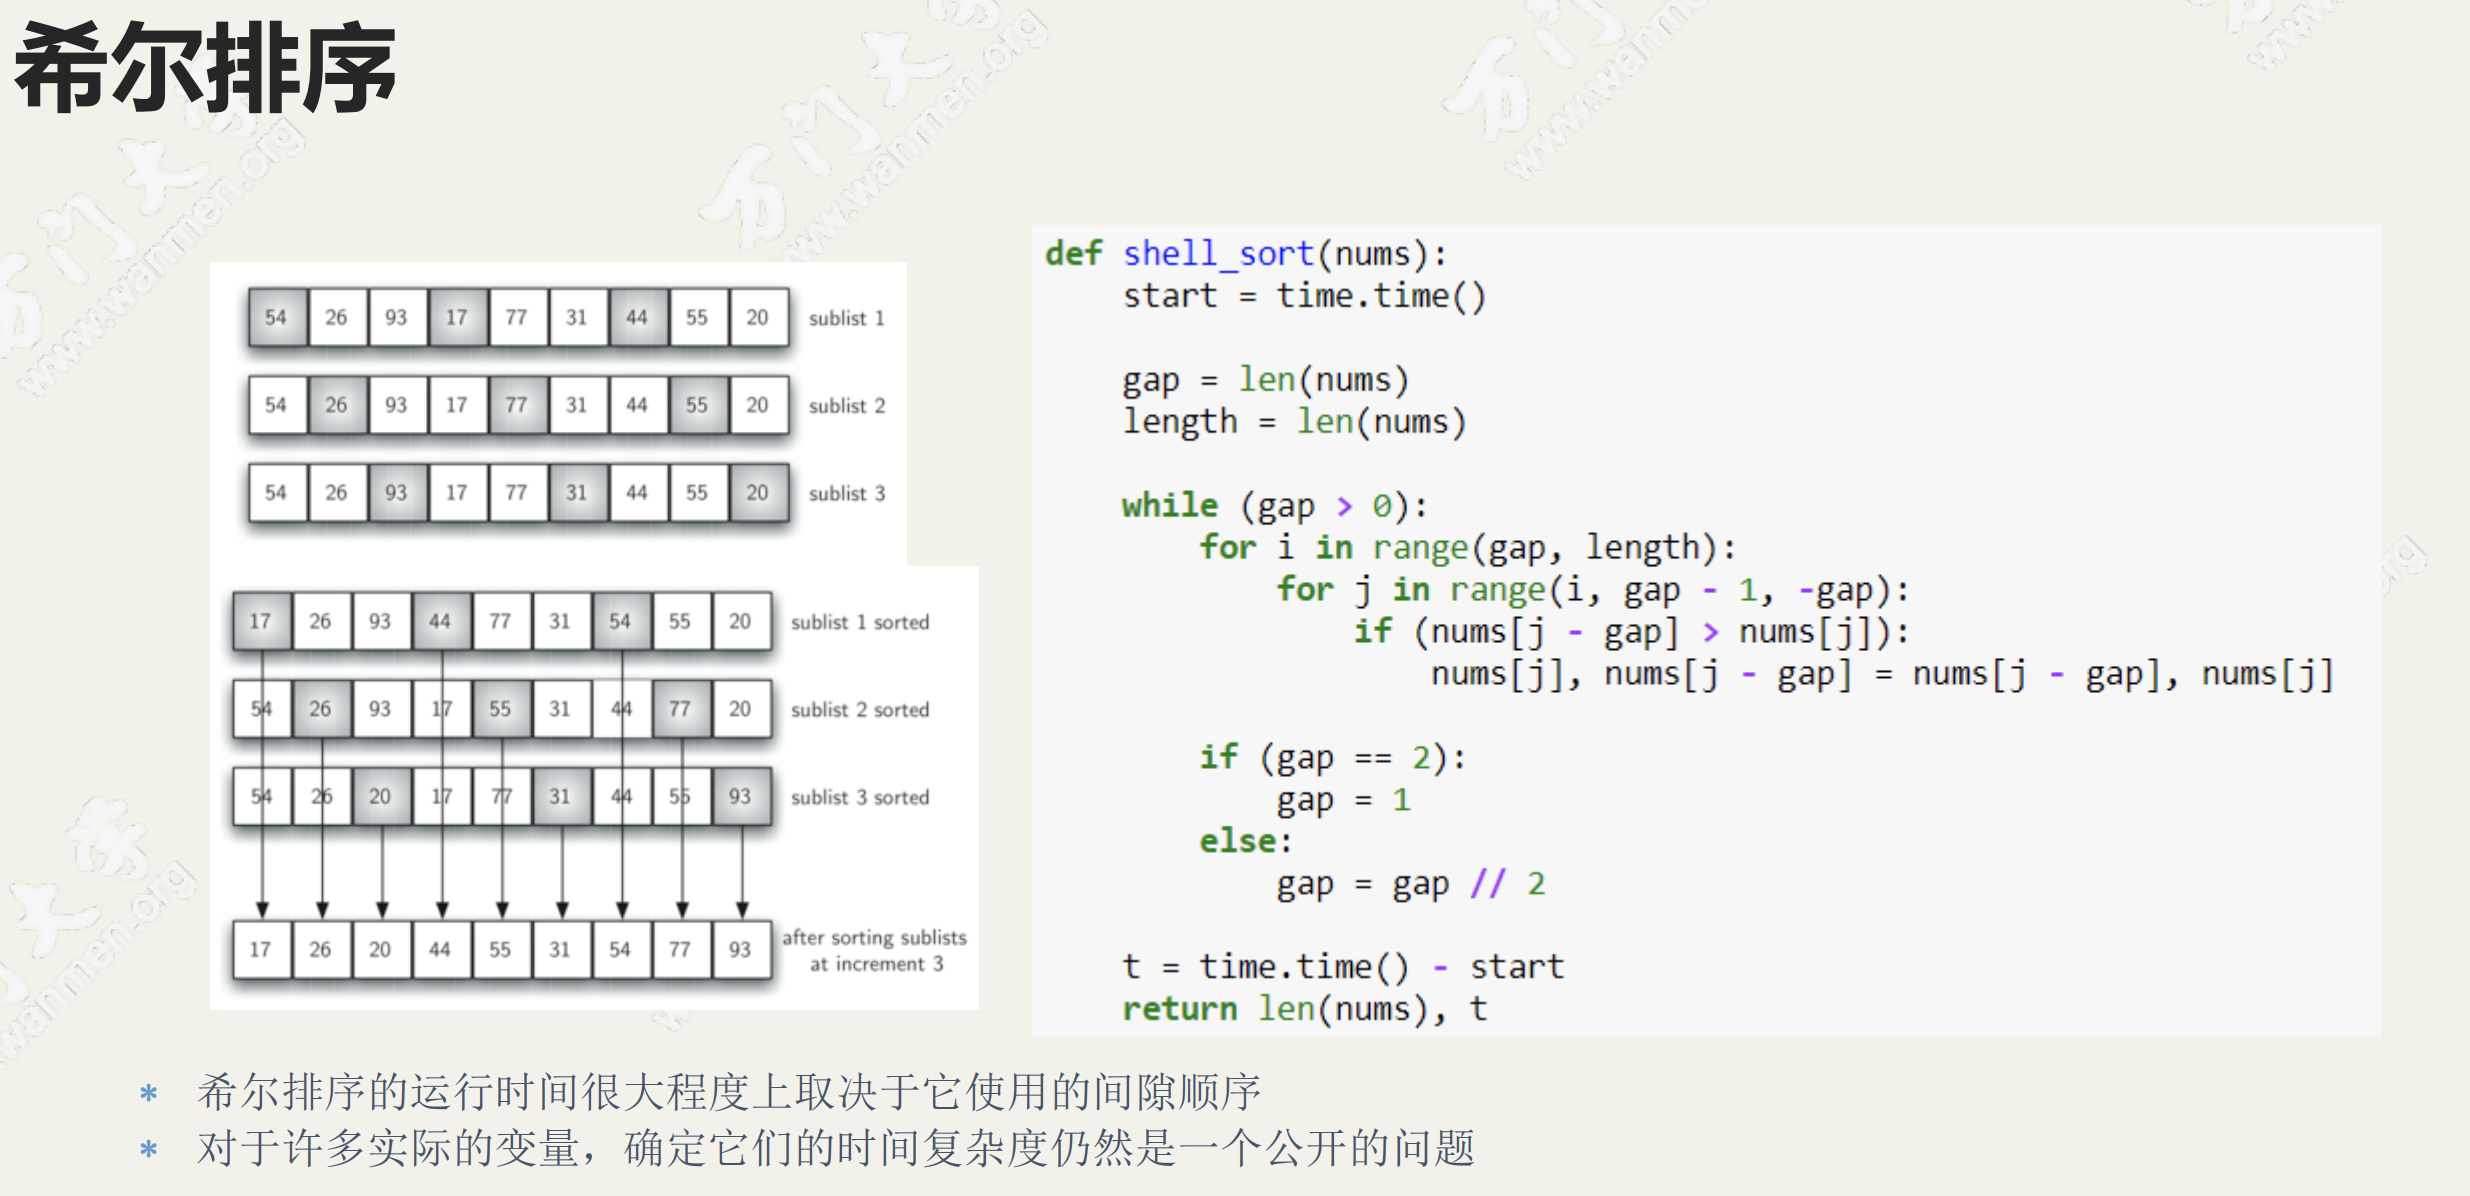 希尔排序
54 26 93 17 77 31 44 55 20 sublist 1
54 26 93 17 77 31 44 55 20 sublist 2
54 26 93 17 77 31 44 55 20 sublist 3
17 26 93 44 77 31 54 55 20 sublist 1 sorted
54 26 93 17 55 31 44 77 20 sublist 2 sorted
54 26 20 17 77 31 44 55 93 sublist 3 sorted
17 26 20 44 55 31 54 77 93 after sorting sublists
at increment 3
def shell_sort(nums):
    start = time.time()
    gap = len(nums)
    length = len(nums)
    while (gap > 0):
        for i in range(gap, length):
            for j in range(i, gap - 1, -gap):
                if (nums[j - gap] > nums[j]):
                    nums[j], nums[j - gap] = nums[j - gap], nums[j]
        if (gap == 2):
            gap = 1
        else:
            gap = gap // 2
    t = time.time() - start
    return len(nums), t
* 希尔排序的运行时间很大程度上取决于它使用的间隙顺序
* 对于许多实际的变量，确定它们的时间复杂度仍然是一个公开的问题
万门大学
www.wanmen.org